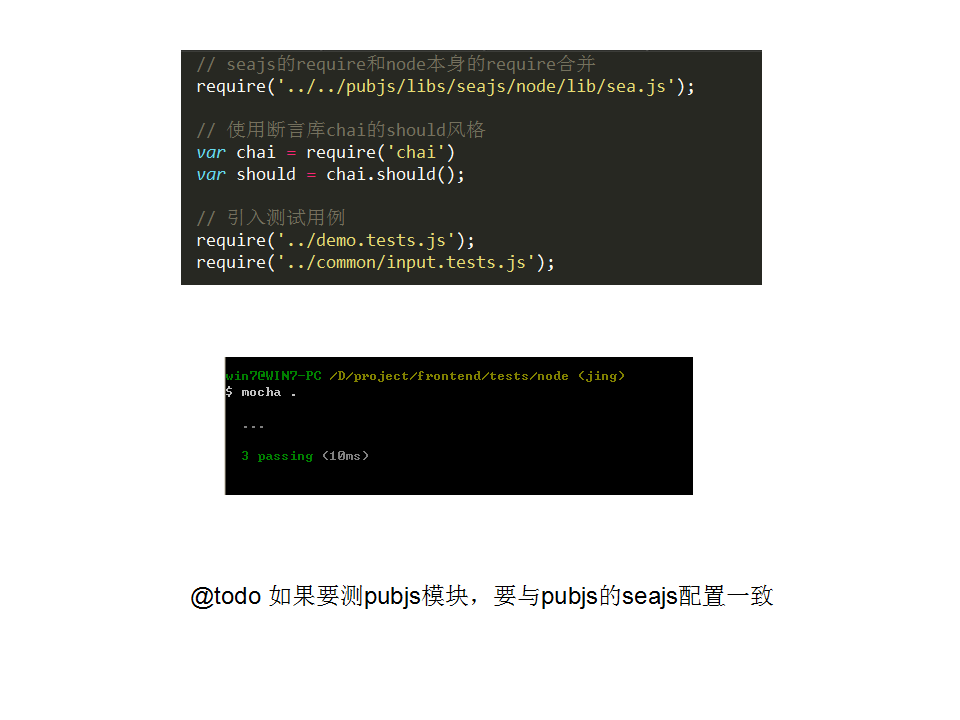 // seajs的require和node本身的require合并
require('../../pubjs/libs/seajs/node/lib/sea.js');
// 使用断言库chai的should风格
var chai = require('chai')
var should = chai.should();
// 引入测试用例
require('../demo.tests.js');
require('../common/input.tests.js');
win7@WIN7-PC /D/project/frontend/tests/node (jing)
$ mocha .
...
3 passing (10ms)
@todo 如果要测pubjs模块，要与pubjs的seajs配置一致